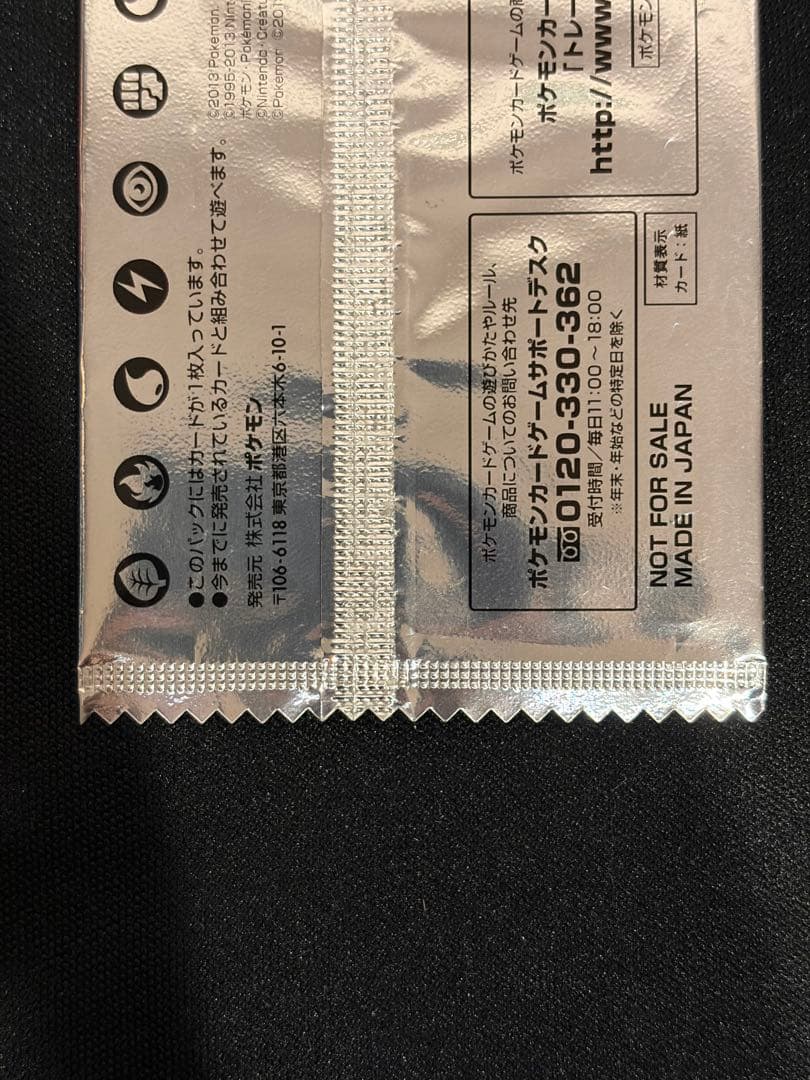 ●このパックにはカードが1枚入っています。
●今までに発売されているカードと組み合わせて遊べます。
発売元 株式会社 ポケモン
〒106-6118 東京都港区六本木6-10-1
©2013 Pokémon.
©1995-2013 Nint
ポケモン・Pokémon
©Nintendo・Creatu
©Pokémon ©201
ポケモンカードゲームの遊びかたやルール、
商品についてのお問い合わせ先
ポケモンカードゲームサポートデスク
0120-330-362
受付時間/毎日11:00～18:00
※年末・年始などの特定日を除く
ポケモンカードゲームの商
ポケモンカー
「トレー
http://www
ポケモン
材質表示
カード:紙
NOT FOR SALE
MADE IN JAPAN